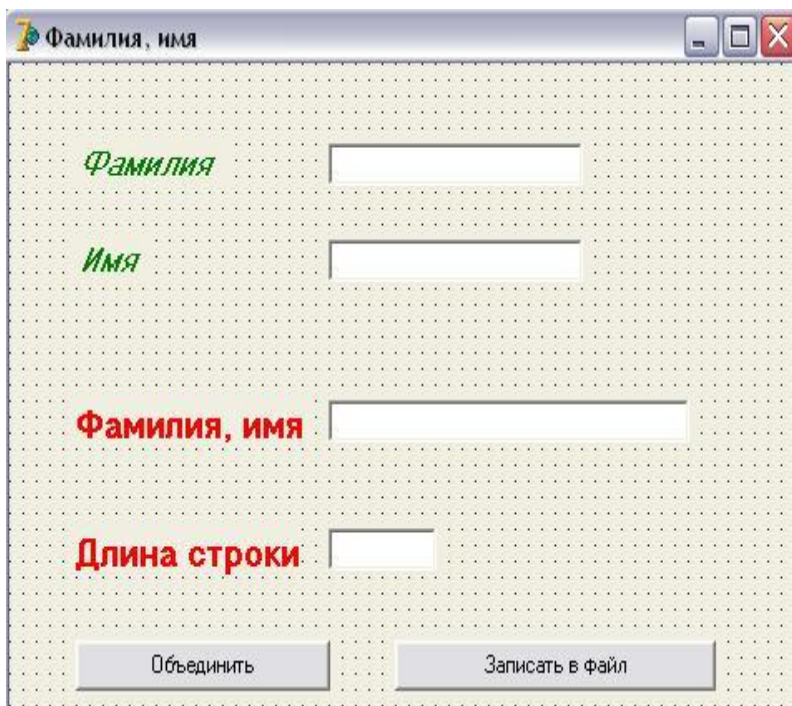 Фамилия, имя
Фамилия
Имя
Фамилия, имя
Длина строки
Объединить
Записать в файл